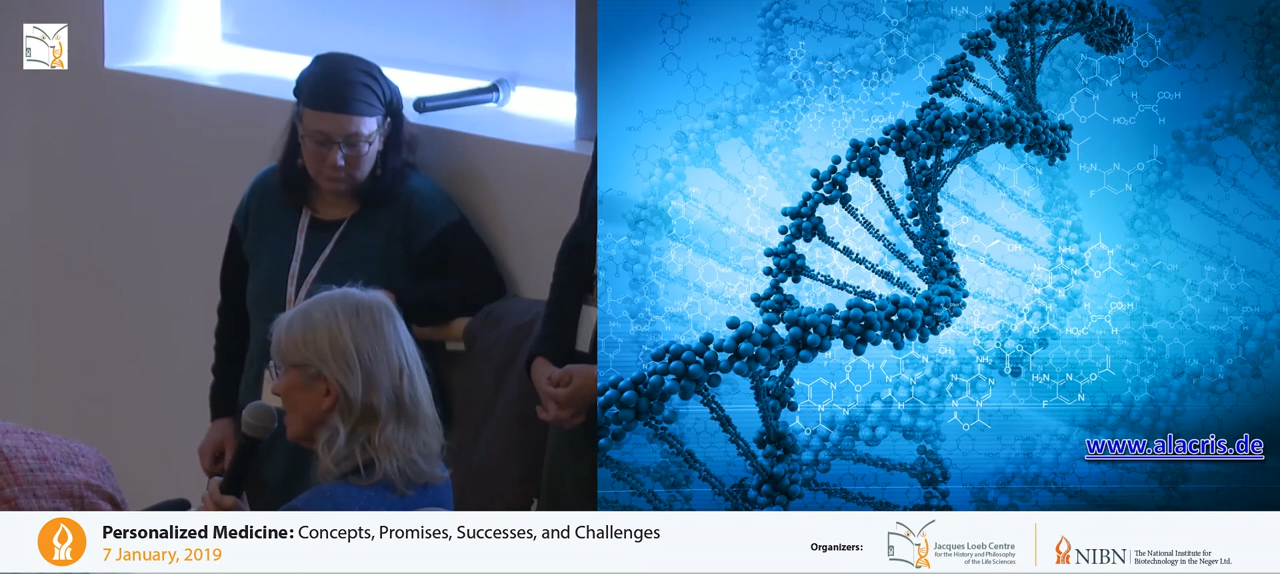 www.alacris.de
Personalized Medicine: Concepts, Promises, Successes, and Challenges
7 January, 2019
Organizers:
Jacques Loeb Centre
for the History and Philosophy
of the Life Sciences
NIBN
The National Institute for
Biotechnology in the Negev Ltd.